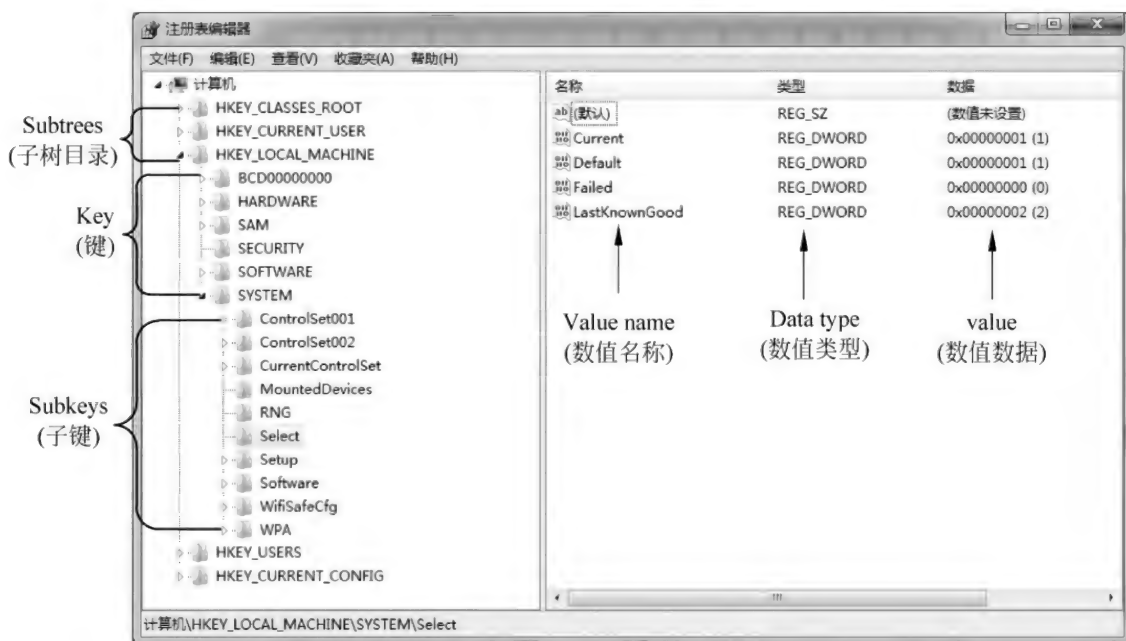 注册表编辑器
文件(F) 编辑(E) 查看(V) 收藏夹(A) 帮助(H)
计算机
HKEY_CLASSES_ROOT
HKEY_CURRENT_USER
HKEY_LOCAL_MACHINE
BCD00000000
HARDWARE
SAM
SECURITY
SOFTWARE
SYSTEM
ControlSet001
ControlSet002
CurrentControlSet
MountedDevices
RNG
Select
Setup
Software
WifiSafeCfg
WPA
HKEY_USERS
HKEY_CURRENT_CONFIG
Subtrees
(子树目录)
Key
(键)
Subkeys
(子键)
名称 类型 数据
ab (默认) REG_SZ (数值未设置)
Current REG_DWORD 0x00000001 (1)
Default REG_DWORD 0x00000001 (1)
Failed REG_DWORD 0x00000000 (0)
LastKnownGood REG_DWORD 0x00000002 (2)
Value name
(数值名称)
Data type
(数值类型)
value
(数值数据)
计算机\HKEY_LOCAL_MACHINE\SYSTEM\Select